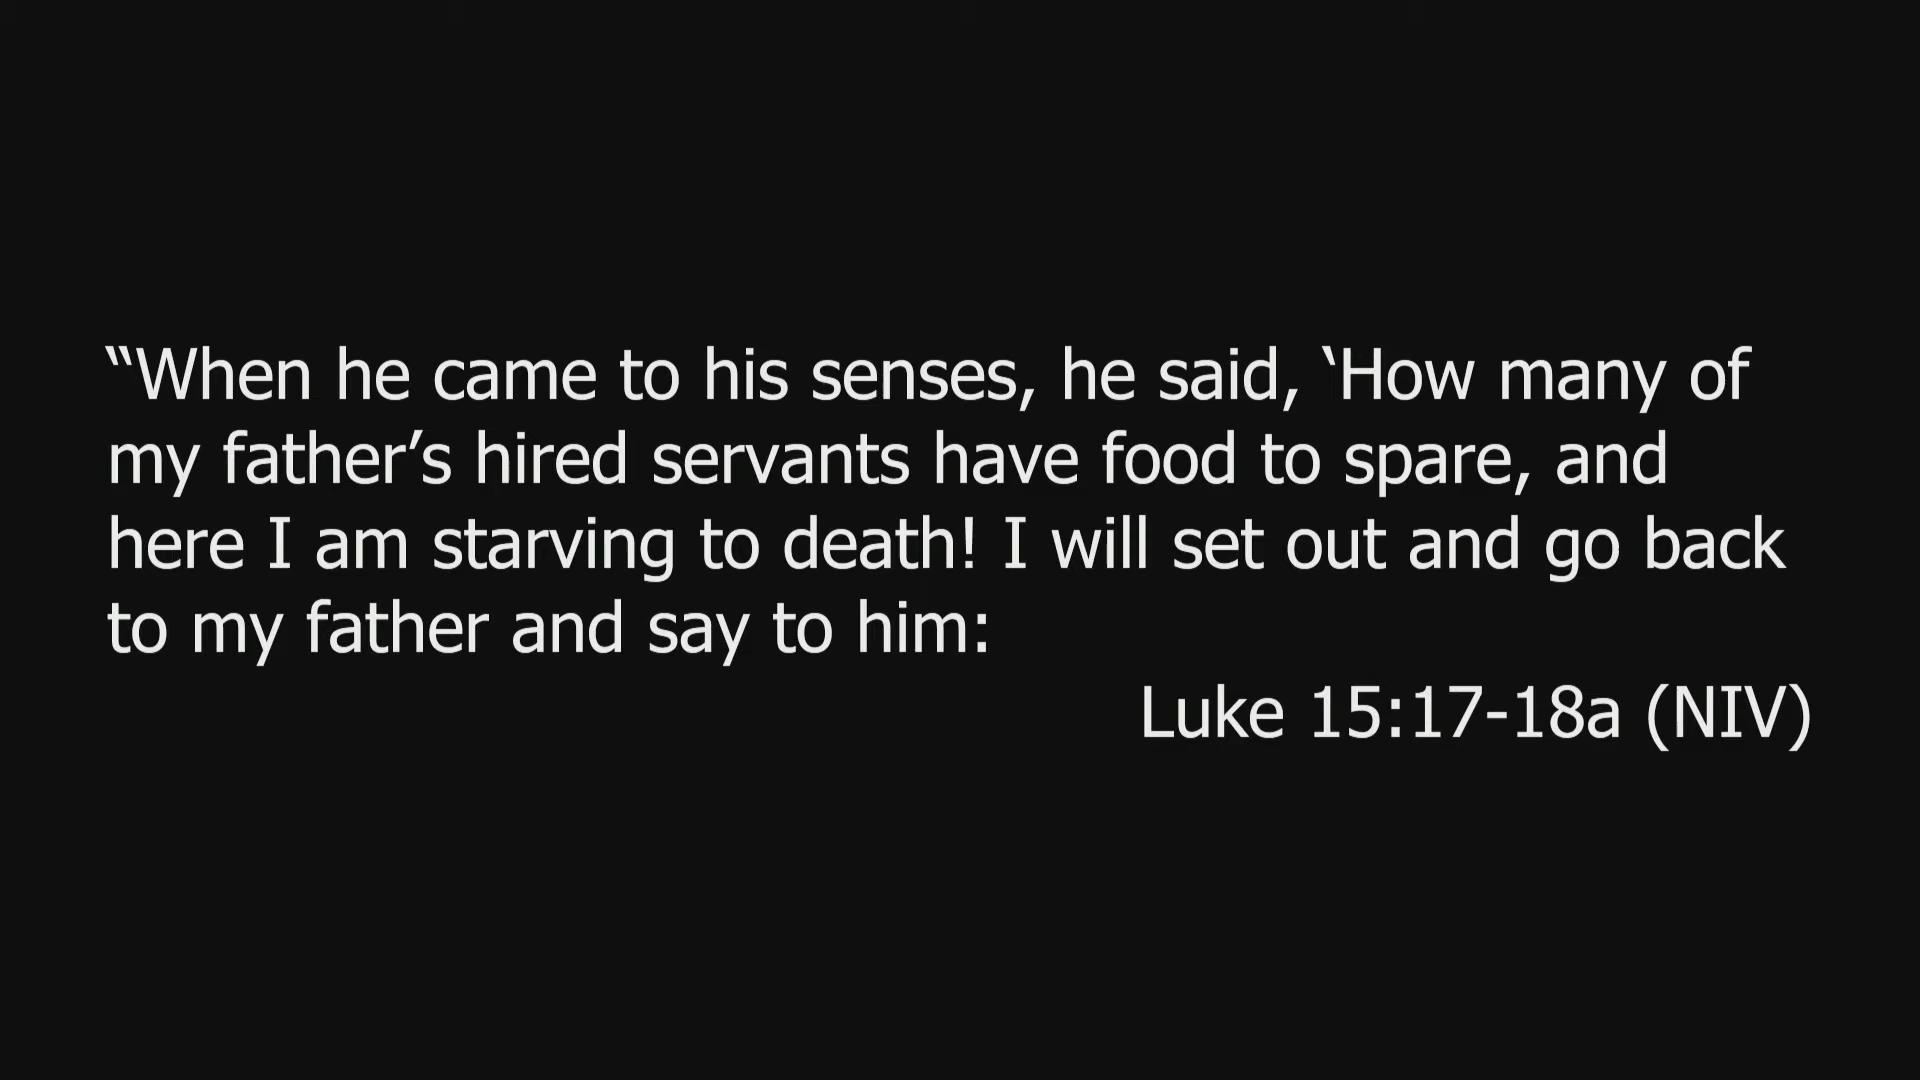 “When he came to his senses, he said, ‘How many of
my father’s hired servants have food to spare, and
here I am starving to death! I will set out and go back
to my father and say to him:
Luke 15:17-18a (NIV)